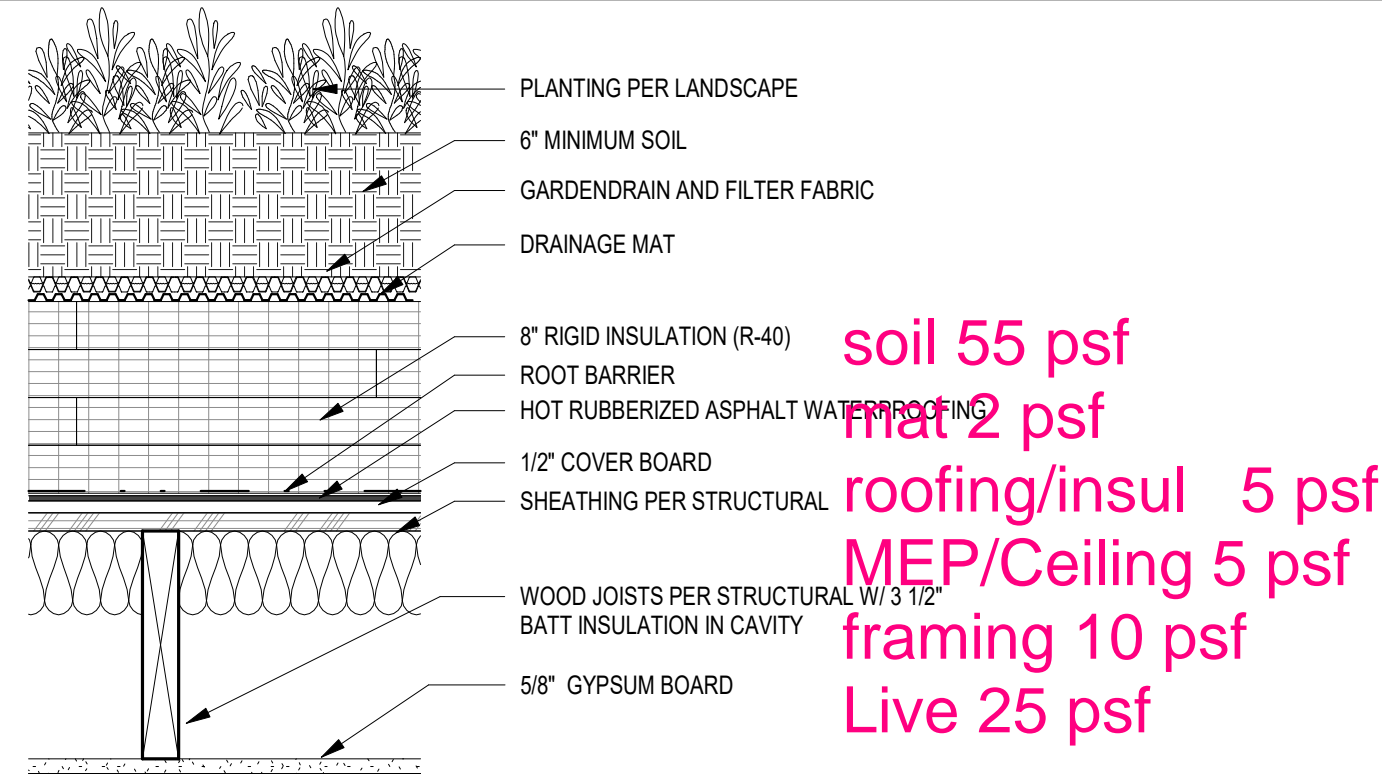 PLANTING PER LANDSCAPE
6" MINIMUM SOIL
GARDENDRAIN AND FILTER FABRIC
DRAINAGE MAT
8" RIGID INSULATION (R-40)
ROOT BARRIER
HOT RUBBERIZED ASPHALT WATERPROOFING
1/2" COVER BOARD
SHEATHING PER STRUCTURAL
WOOD JOISTS PER STRUCTURAL W/ 3 1/2"
BATT INSULATION IN CAVITY
5/8" GYPSUM BOARD
soil 55 psf
mat 2 psf
roofing/insul 5 psf
MEP/Ceiling 5 psf
framing 10 psf
Live 25 psf